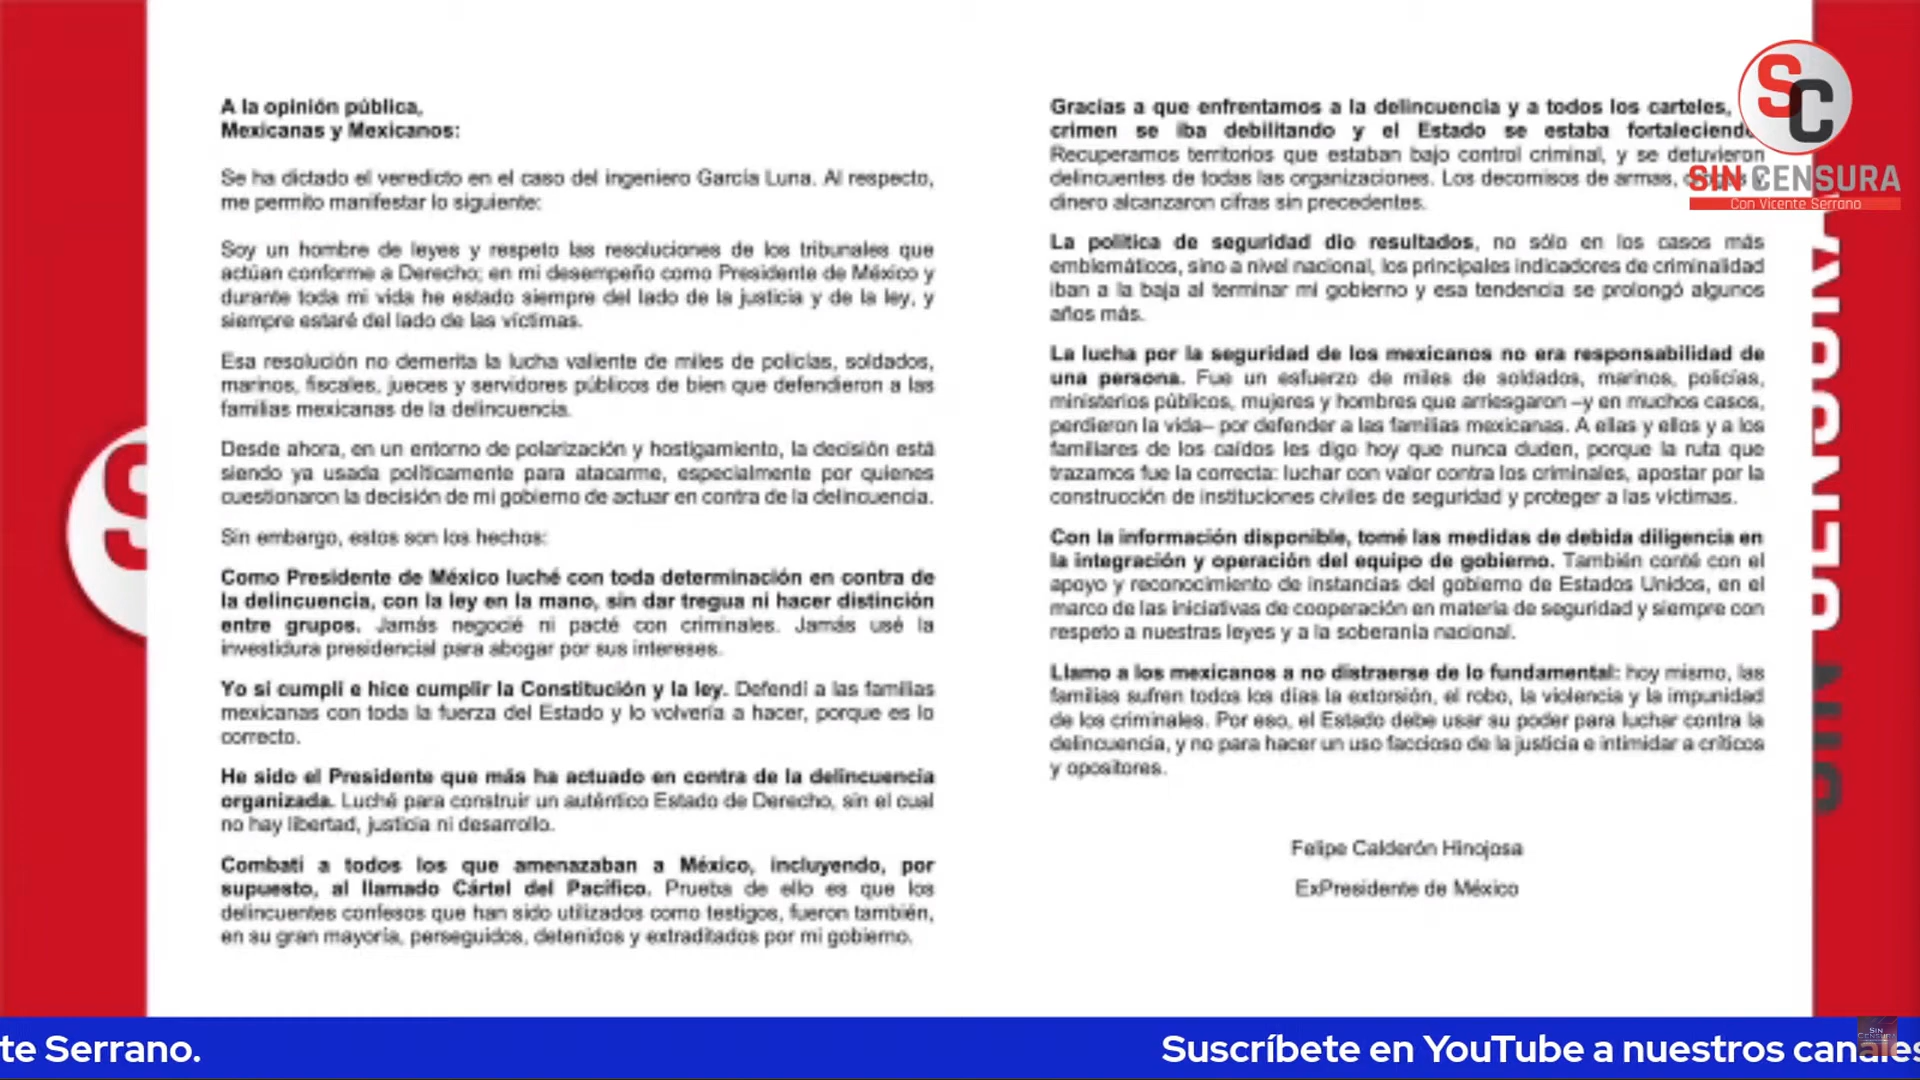 A la opinión pública,
Mexicanas y Mexicanos:
Se ha dictado el veredicto en el caso del ingeniero García Luna. Al respecto,
me permito manifestar lo siguiente:
Soy un hombre de leyes y respeto las resoluciones de los tribunales que
actúan conforme a Derecho; en mi desempeño como Presidente de México y
durante toda mi vida he estado siempre del lado de la justicia y de la ley, y
siempre estaré del lado de las víctimas.
Esa resolución no demerita la lucha valiente de miles de policías, soldados,
marinos, fiscales, jueces y servidores públicos de bien que defendieron a las
familias mexicanas de la delincuencia.
Desde ahora, en un entorno de polarización y hostigamiento, la decisión está
siendo ya usada políticamente para atacarme, especialmente por quienes
cuestionaron la decisión de mi gobierno de actuar en contra de la delincuencia.
Sin embargo, estos son los hechos:
Como Presidente de México luché con toda determinación en contra de
la delincuencia, con la ley en la mano, sin dar tregua ni hacer distinción
entre grupos. Jamás negocié ni pacté con criminales. Jamás usé la
investidura presidencial para abogar por sus intereses.
Yo sí cumplí e hice cumplir la Constitución y la ley. Defendí a las familias
mexicanas con toda la fuerza del Estado y lo volvería a hacer, porque es lo
correcto.
He sido el Presidente que más ha actuado en contra de la delincuencia
organizada. Luché para construir un auténtico Estado de Derecho, sin el cual
no hay libertad, justicia ni desarrollo.
Combatí a todos los que amenazaban a México, incluyendo, por
supuesto, al llamado Cártel del Pacífico. Prueba de ello es que los
delincuentes confesos que han sido utilizados como testigos, fueron también,
en su gran mayoría, perseguidos, detenidos y extraditados por mi gobierno.
Gracias a que enfrentamos a la delincuencia y a todos los carteles,
crimen se iba debilitando y el Estado se estaba fortaleciendo
Recuperamos territorios que estaban bajo control criminal, y se detuvieron
delincuentes de todas las organizaciones. Los decomisos de armas,
dinero alcanzaron cifras sin precedentes.
La política de seguridad dio resultados, no sólo en los casos más
emblemáticos, sino a nivel nacional, los principales indicadores de criminalidad
iban a la baja al terminar mi gobierno y esa tendencia se prolongó algunos
años más.
La lucha por la seguridad de los mexicanos no era responsabilidad de
una persona. Fue un esfuerzo de miles de soldados, marinos, policías,
ministerios públicos, mujeres y hombres que arriesgaron –y en muchos casos,
perdieron la vida– por defender a las familias mexicanas. A ellas y ellos y a los
familiares de los caídos les digo hoy que nunca duden, porque la ruta que
trazamos fue la correcta: luchar con valor contra los criminales, apostar por la
construcción de instituciones civiles de seguridad y proteger a las víctimas.
Con la información disponible, tomé las medidas de debida diligencia en
la integración y operación del equipo de gobierno. También conté con el
apoyo y reconocimiento de instancias del gobierno de Estados Unidos, en el
marco de las iniciativas de cooperación en materia de seguridad y siempre con
respeto a nuestras leyes y a la soberanía nacional.
Llamo a los mexicanos a no distraerse de lo fundamental: hoy mismo, las
familias sufren todos los días la extorsión, el robo, la violencia y la impunidad
de los criminales. Por eso, el Estado debe usar su poder para luchar contra la
delincuencia, y no para hacer un uso faccioso de la justicia e intimidar a críticos
y opositores.
Felipe Calderón Hinojosa
ExPresidente de México
SC
SIN CENSURA
Con Vicente Serrano
S
SIN CENSURA
te Serrano.
Suscríbete en YouTube a nuestros canales
SIN CENSURA